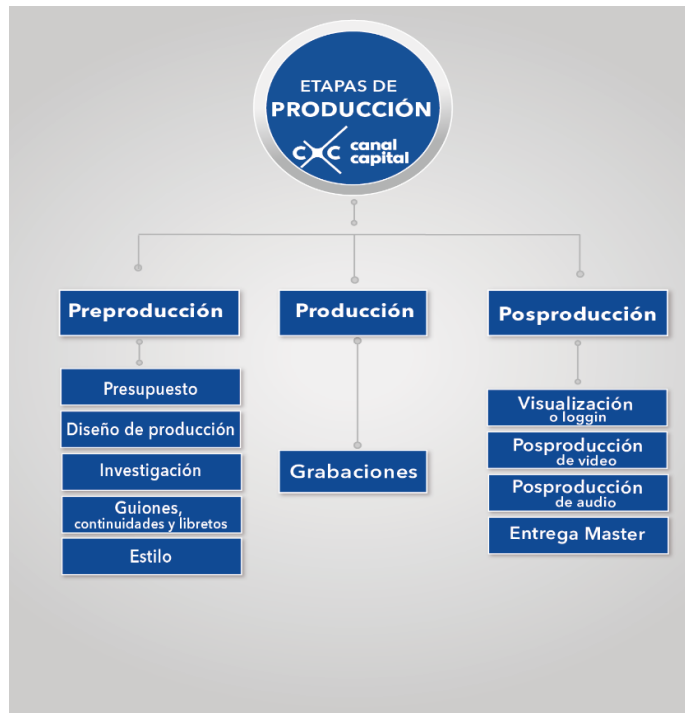 ETAPAS DE
PRODUCCIÓN
cxc canal
capital
Preproducción
Presupuesto
Diseño de producción
Investigación
Guiones,
continuidades y libretos
Estilo
Producción
Grabaciones
Posproducción
Visualización
o loggin
Posproducción
de video
Posproducción
de audio
Entrega Master